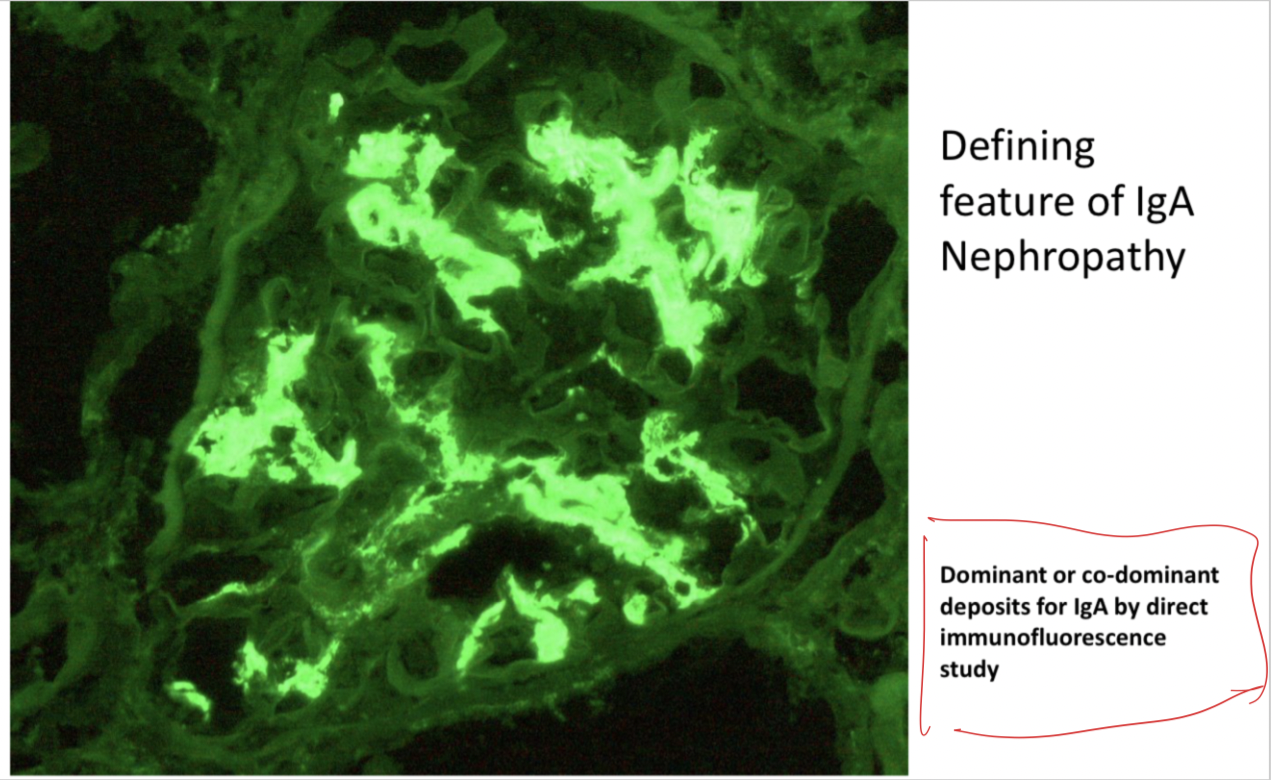 Defining
feature of IgA
Nephropathy
Dominant or co-dominant
deposits for IgA by direct
immunofluorescence
study